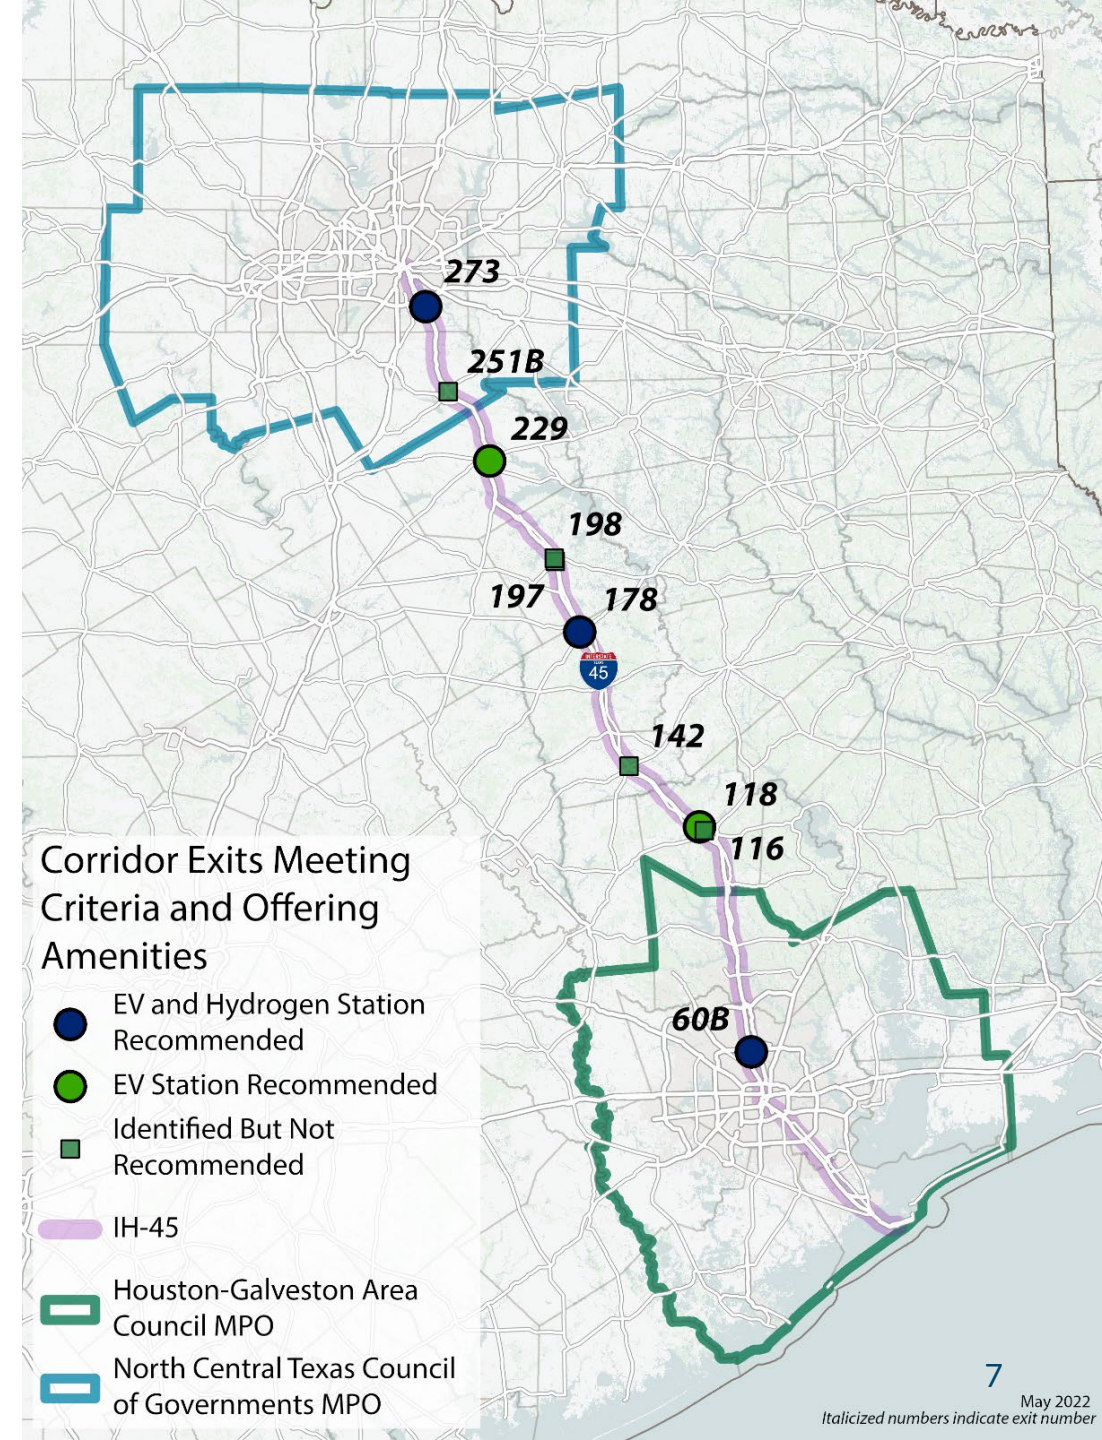 273
251B
229
198
197
178
INTERSTATE
45
142
118
116
60B
Corridor Exits Meeting
Criteria and Offering
Amenities
EV and Hydrogen Station
Recommended
EV Station Recommended
Identified But Not
Recommended
IH-45
Houston-Galveston Area
Council MPO
North Central Texas Council
of Governments MPO
7
May 2022
Italicized numbers indicate exit number